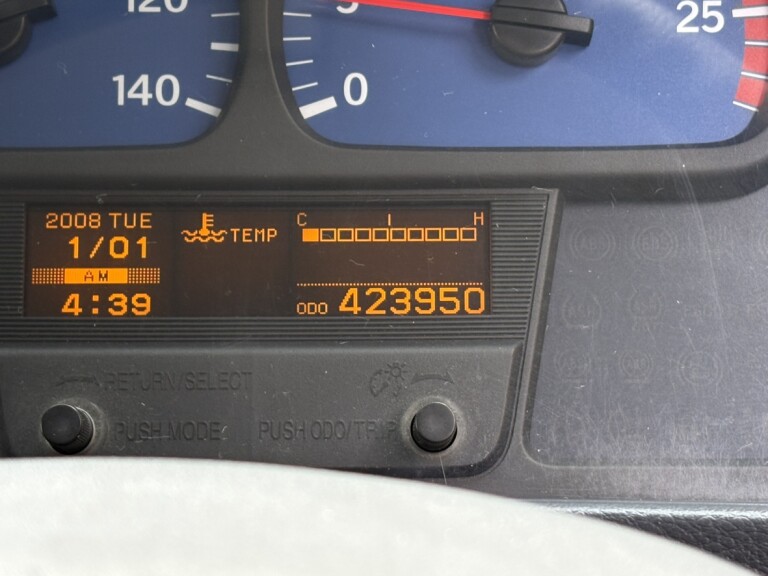 120
140
5
0
25
2008 TUE
1/01
AM
4:39
TEMP
C H
ODO 423950
RETURN/SELECT
PUSH MODE
PUSH ODO/TRIP